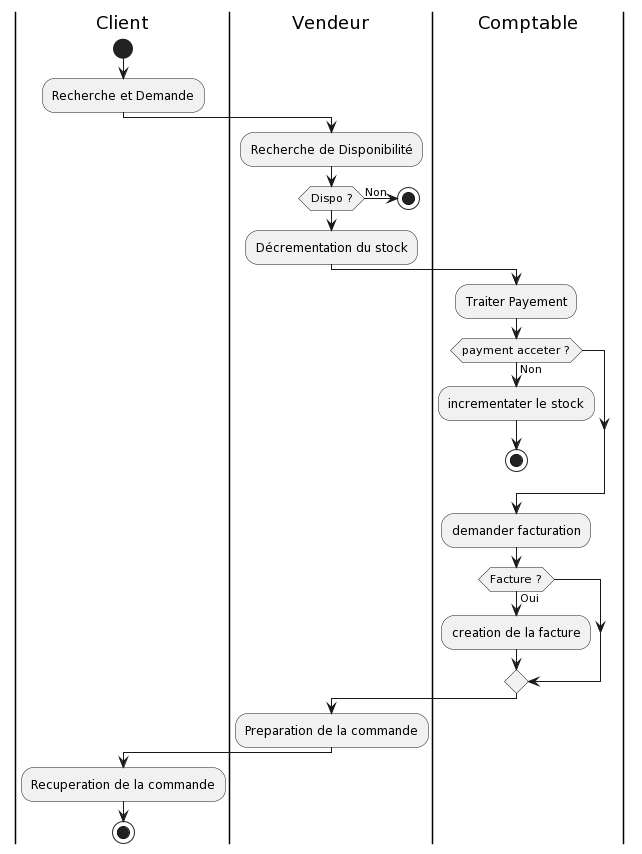 Client
Vendeur
Comptable
Recherche et Demande
Recherche de Disponibilité
Dispo ?
Non
Décrementation du stock
Traiter Payement
payment acceter ?
Non
incrementater le stock
demander facturation
Facture ?
Oui
creation de la facture
Preparation de la commande
Recuperation de la commande